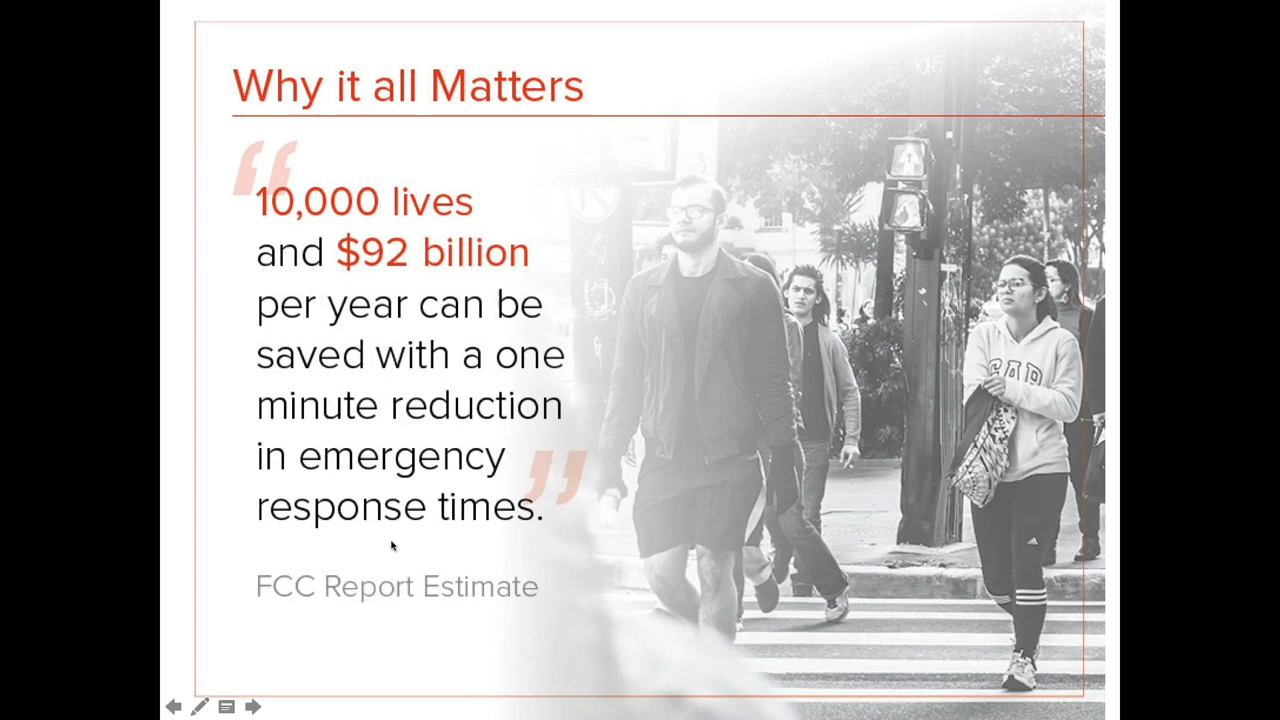 Why it all Matters
“
10,000 lives
and $92 billion
per year can be
saved with a one
minute reduction
in emergency
response times.”
FCC Report Estimate
GAP